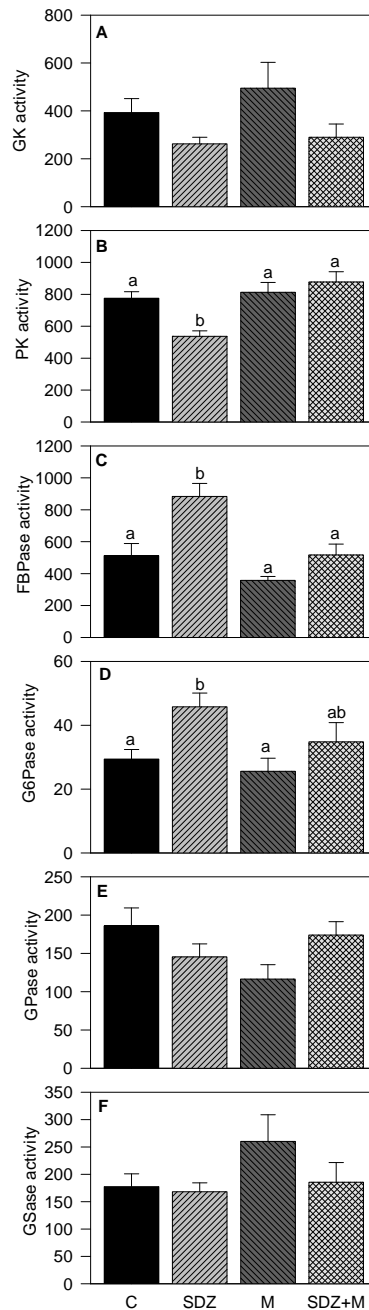 A
GK activity
800
600
400
200
0
B
PK activity
1200
1000
800
600
400
200
0
a
b
a
a
C
FBPase activity
1200
1000
800
600
400
200
0
a
b
a
a
D
G6Pase activity
60
40
20
0
a
b
a
ab
E
GPase activity
250
200
150
100
50
0
F
GSase activity
350
300
250
200
150
100
50
0
C SDZ M SDZ+M